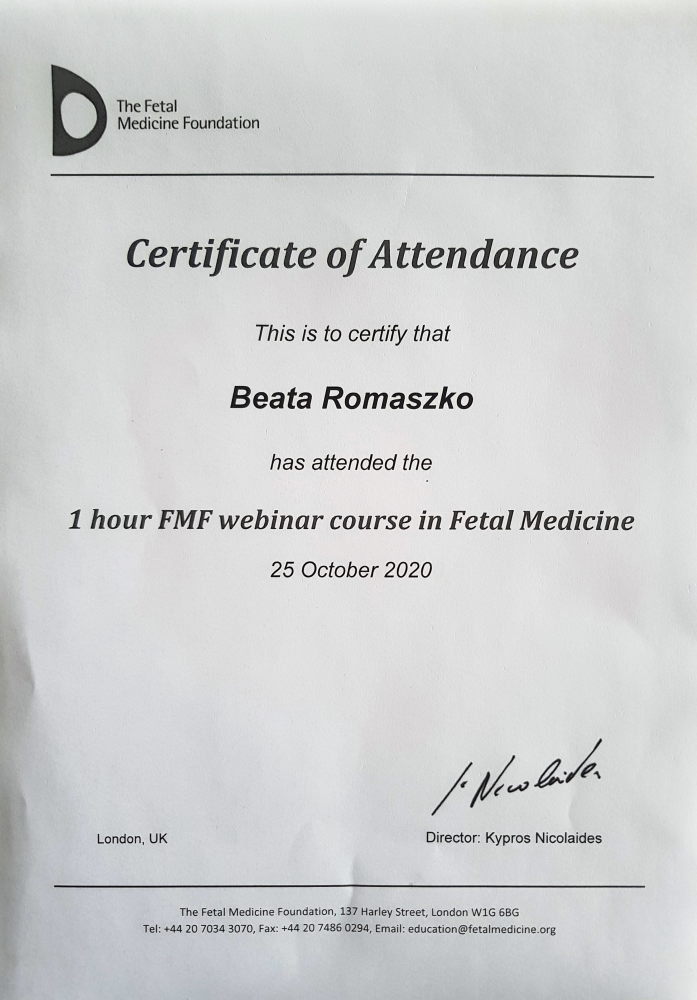 The Fetal
Medicine Foundation
Certificate of Attendance
This is to certify that
Beata Romaszko
has attended the
1 hour FMF webinar course in Fetal Medicine
25 October 2020
Nicolaides
London, UK
Director: Kypros Nicolaides
The Fetal Medicine Foundation, 137 Harley Street, London W1G 6BG
Tel: +44 20 7034 3070, Fax: +44 20 7486 0294, Email: education@fetalmedicine.org